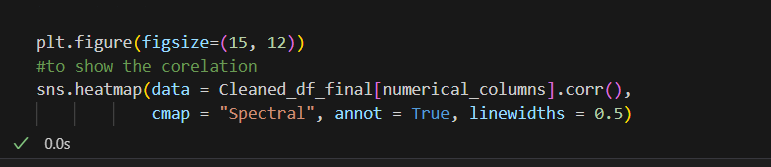 plt.figure(figsize=(15, 12))
#to show the corelation
sns.heatmap(data = Cleaned_df_final[numerical_columns].corr(),
            cmap = "Spectral", annot = True, linewidths = 0.5)
0.0s